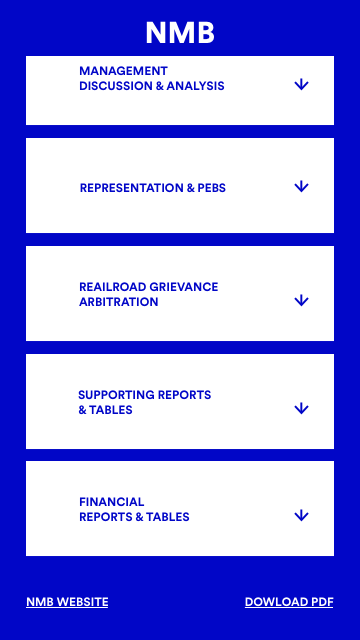 NMB
MANAGEMENT
DISCUSSION & ANALYSIS
REPRESENTATION & PEBS
REAILROAD GRIEVANCE
ARBITRATION
SUPPORTING REPORTS
& TABLES
FINANCIAL
REPORTS & TABLES
NMB WEBSITE
DOWLOAD PDF